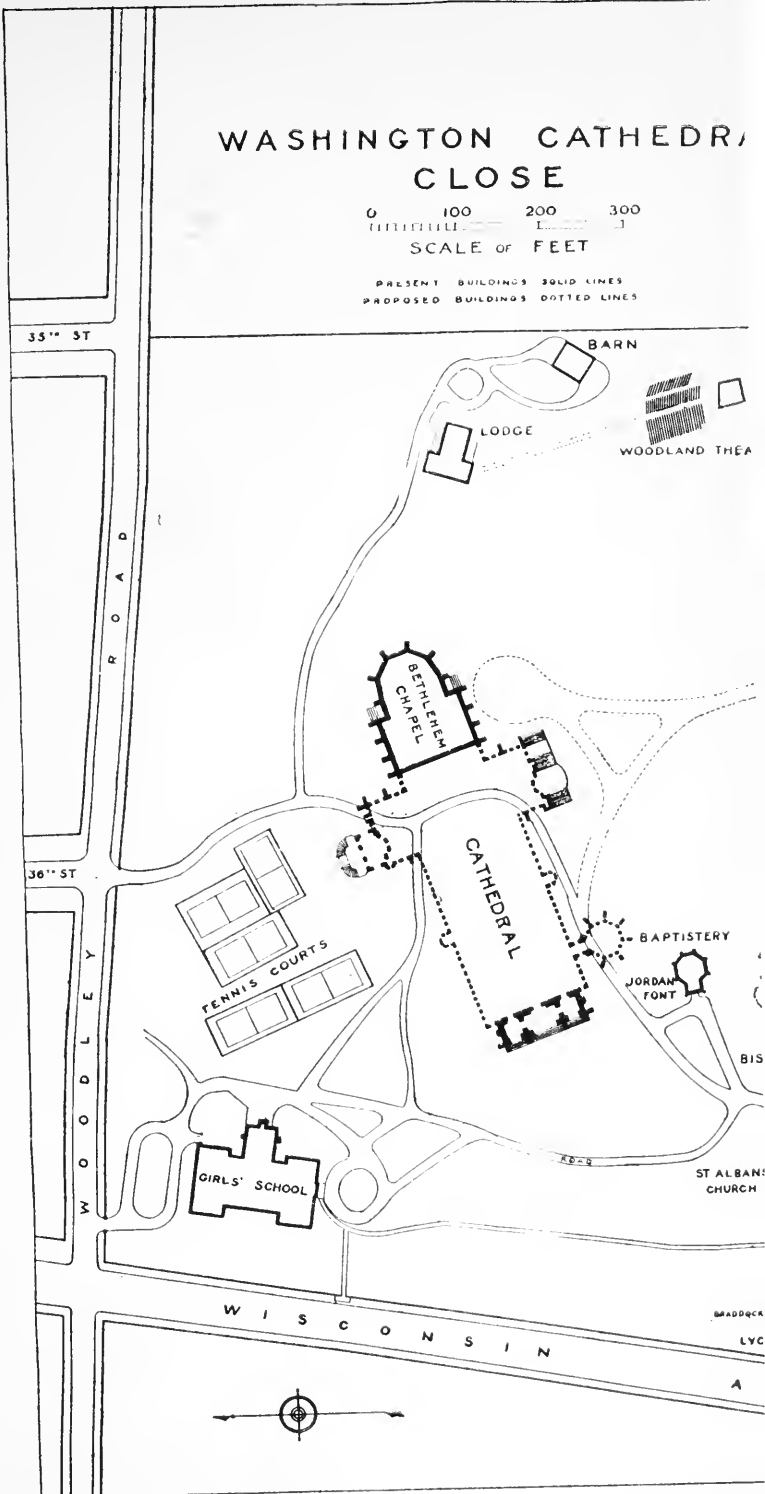 WASHINGTON CATHEDRA
CLOSE
0 100 200 300
SCALE OF FEET
PRESENT BUILDINGS SOLID LINES
PROPOSED BUILDINGS DOTTED LINES
35TH ST
BARN
LODGE
WOODLAND THEA
BETHLEHEM
CHAPEL
36TH ST
CATHEDRAL
TENNIS COURTS
BAPTISTERY
JORDAN
FONT
WOODLEY ROAD
BIS
GIRLS' SCHOOL
ROAD
ST ALBANS
CHURCH
WISCONSIN A
BRADDOCK
LYC